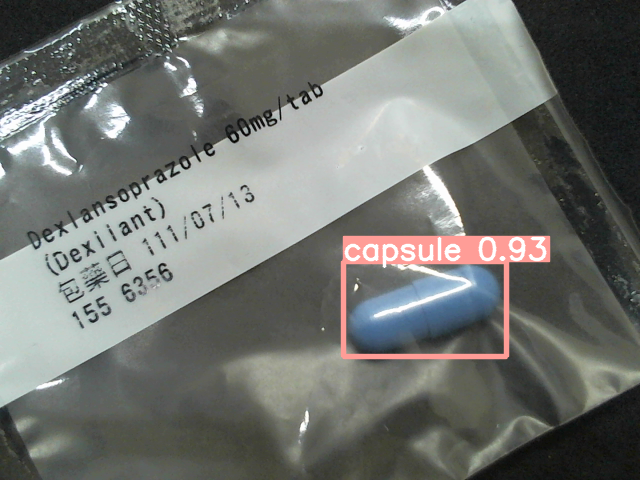 Dexlansoprazole 60mg/tab
(Dexilant)
包藥日 111/07/13
155 6356
capsule 0.93